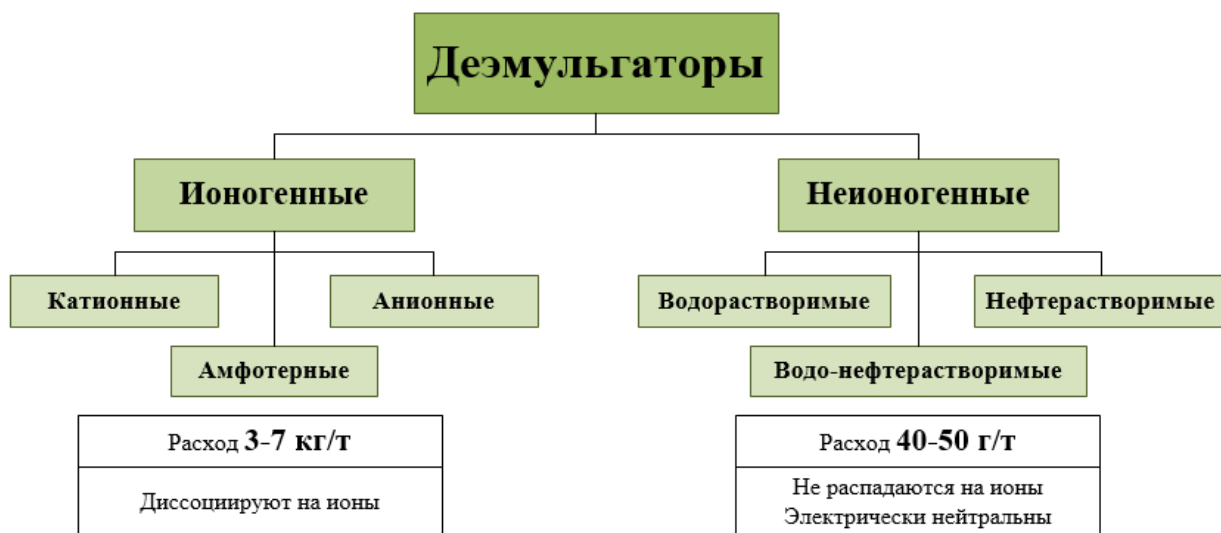 Деэмульгаторы
Ионогенные
Неионогенные
Катионные
Анионные
Водорастворимые
Нефтерастворимые
Амфотерные
Водо-нефтерастворимые
Расход 3-7 кг/т
Расход 40-50 г/т
Диссоциируют на ионы
Не распадаются на ионы
Электрически нейтральны